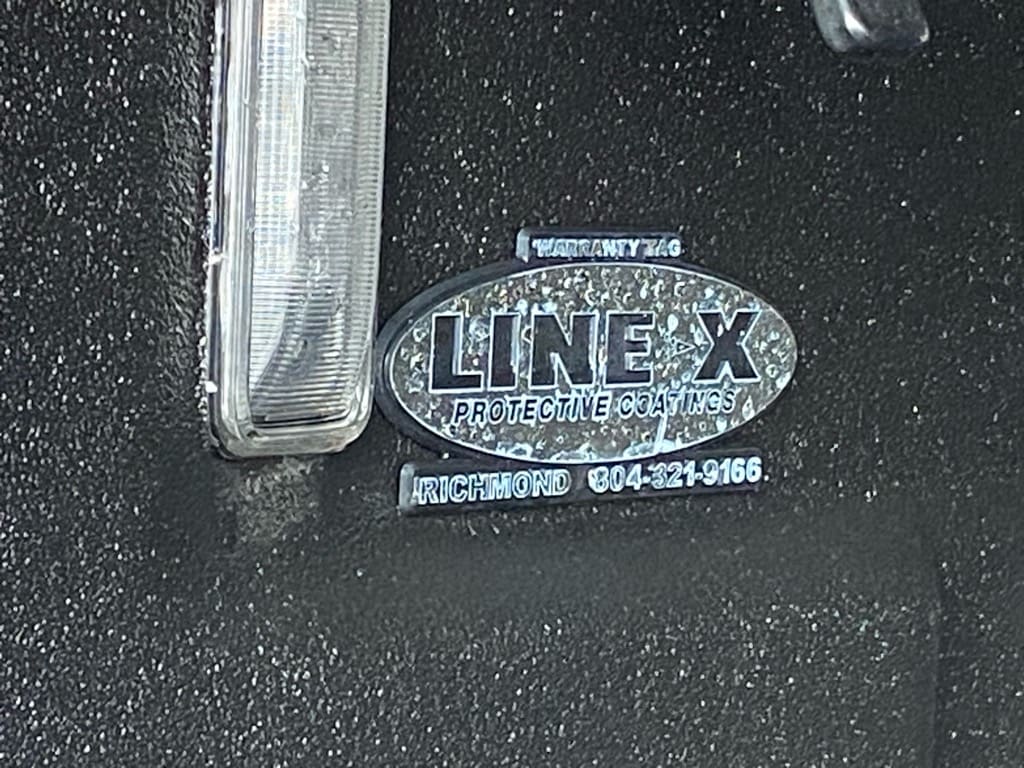 WARRANTY TAG
LINE-X
PROTECTIVE COATINGS
RICHMOND 804-321-9166